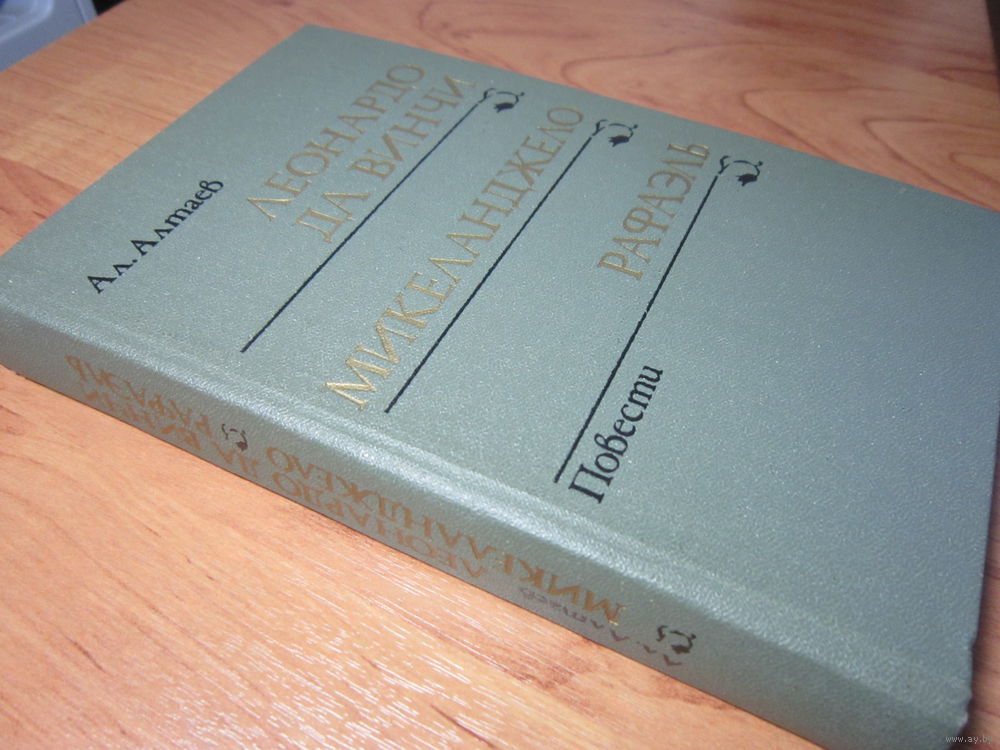 Ал. Алтаев
ЛЕОНАРДО
ДА ВИНЧИ
МИКЕЛАНДЖЕЛО
РАФАЭЛЬ
Повести
Ал. Алтаев
ЛЕОНАРДО ДА ВИНЧИ
МИКЕЛАНДЖЕЛО РАФАЭЛЬ
www.ay.by